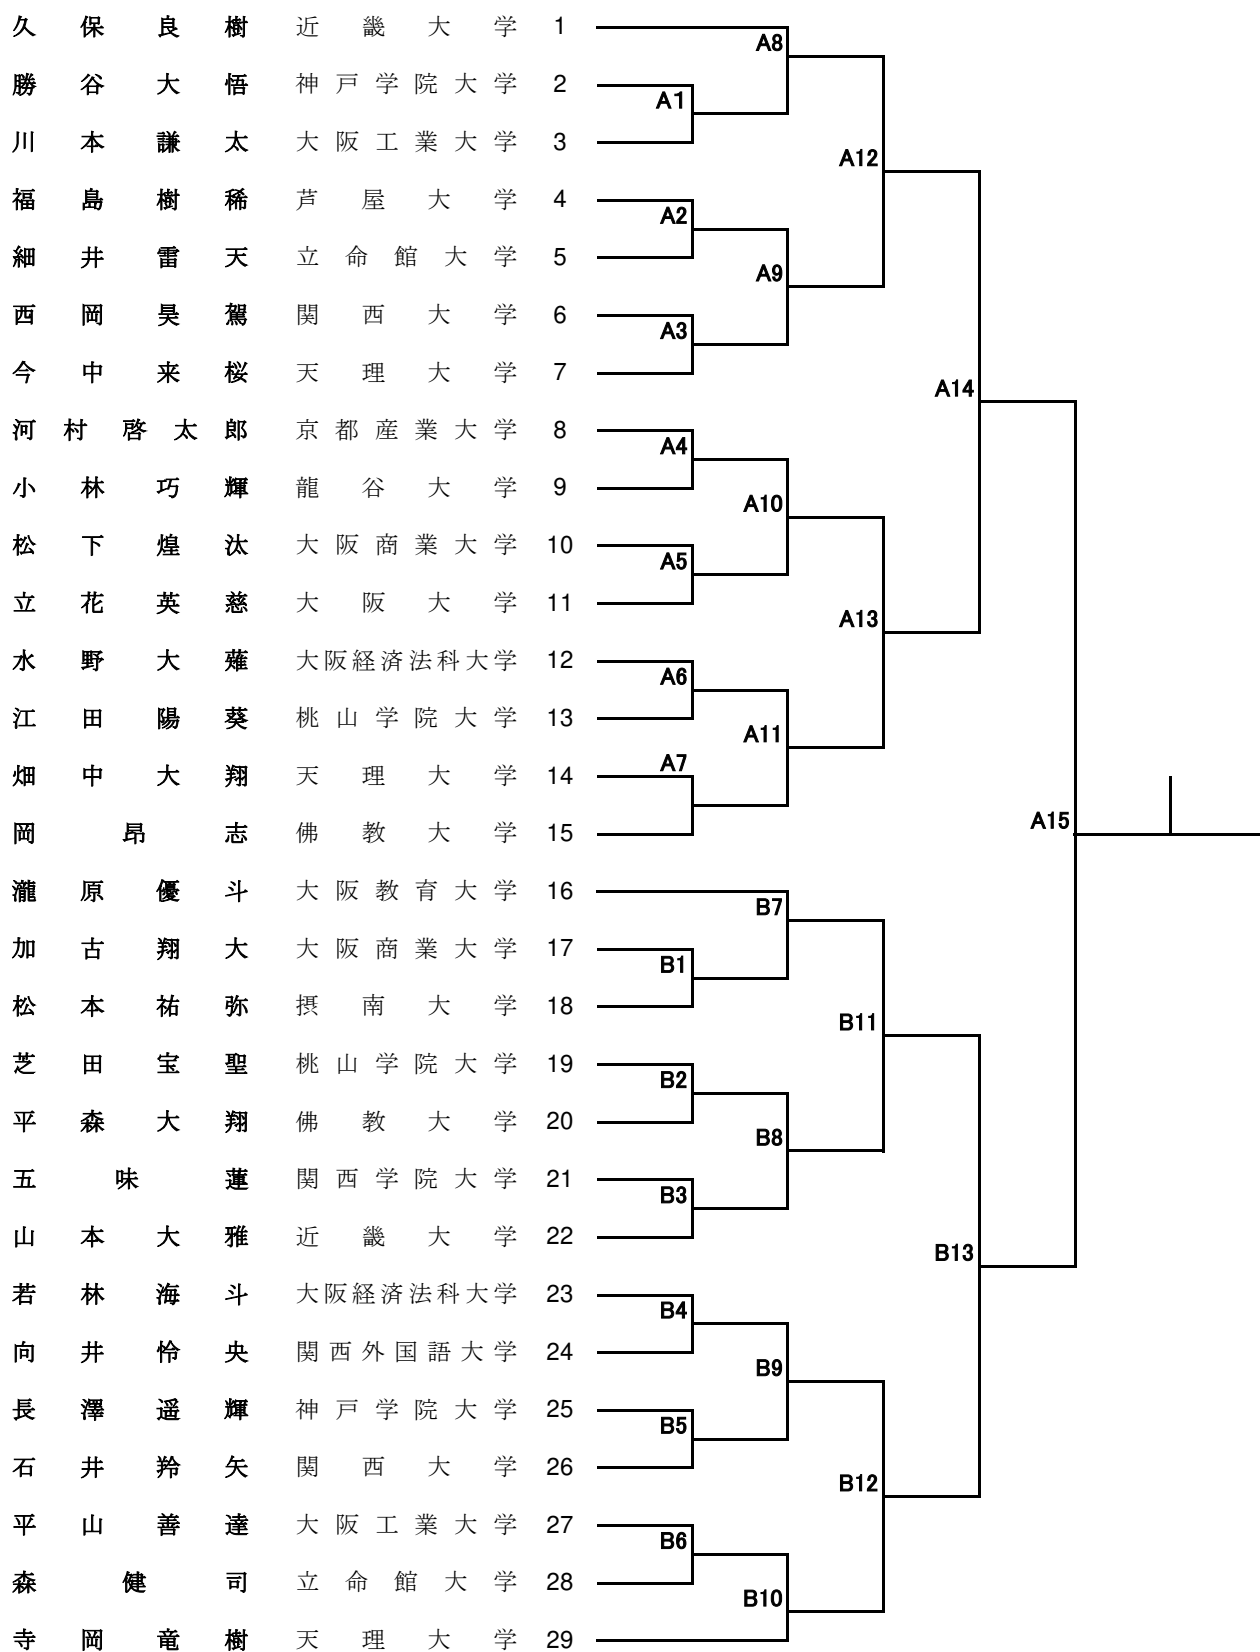 久保良樹 近畿大学 1
A8
勝谷大悟 神戸学院大学 2
A1
川本謙太 大阪工業大学 3
A12
福島樹稀 芦屋大学 4
A2
細井雷天 立命館大学 5
A9
西岡昊駕 関西大学 6
A3
今中来桜 天理大学 7
A14
河村啓太郎 京都産業大学 8
A4
小林巧輝 龍谷大学 9
A10
松下煌汰 大阪商業大学 10
A5
立花英慈 大阪大学 11
A13
水野大薙 大阪経済法科大学 12
A6
江田陽葵 桃山学院大学 13
A11
A7
畑中大翔 天理大学 14
A15
岡昂志 佛教大学 15
瀧原優斗 大阪教育大学 16
B7
加古翔大 大阪商業大学 17
B1
松本祐弥 摂南大学 18
B11
芝田宝聖 桃山学院大学 19
B2
平森大翔 佛教大学 20
B8
五味蓮 関西学院大学 21
B3
山本大雅 近畿大学 22
B13
若林海斗 大阪経済法科大学 23
B4
向井怜央 関西外国語大学 24
B9
長澤遥輝 神戸学院大学 25
B5
石井羚矢 関西大学 26
B12
平山善達 大阪工業大学 27
B6
森健司 立命館大学 28
B10
寺岡竜樹 天理大学 29